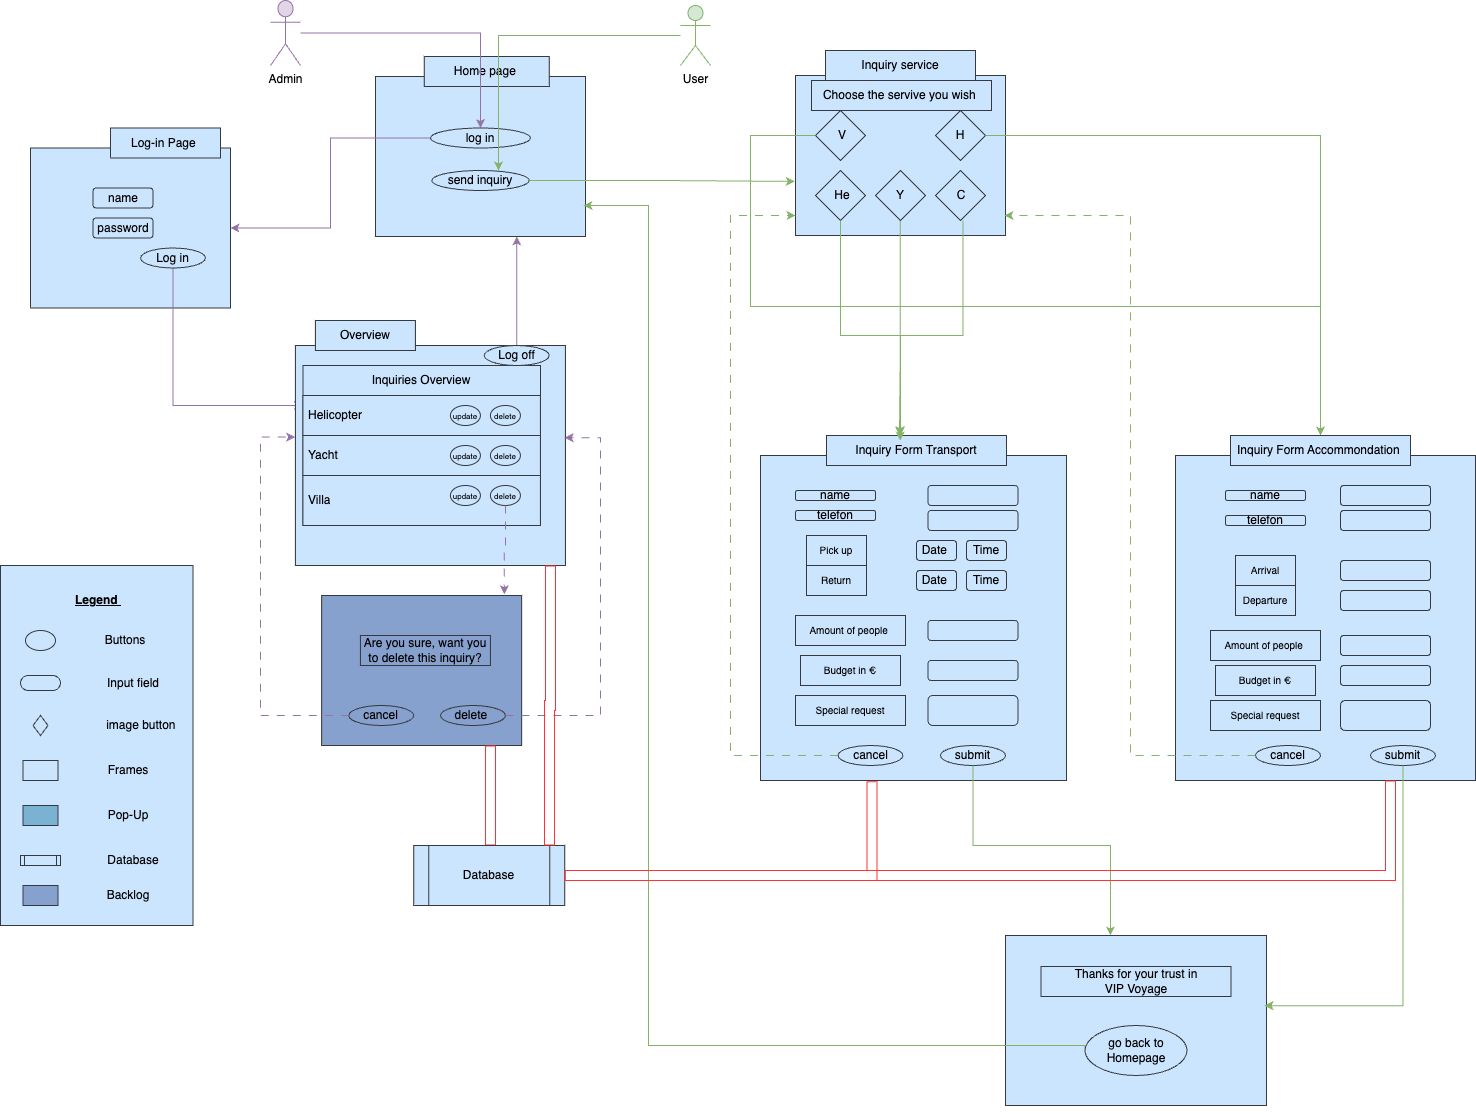 Admin
User
Home page
log in
send inquiry
Inquiry service
Choose the servive you wish
V
H
He
Y
C
Log-in Page
name
password
Log in
Overview
Log off
Inquiries Overview
Helicopter
update
delete
Yacht
update
delete
Villa
update
delete
Are you sure, want you
to delete this inquiry?
cancel
delete
Legend
Buttons
Input field
image button
Frames
Pop-Up
Database
Backlog
Database
Inquiry Form Transport
name
telefon
Pick up
Date
Time
Return
Date
Time
Amount of people
Budget in €
Special request
cancel
submit
Inquiry Form Accommondation
name
telefon
Arrival
Departure
Amount of people
Budget in €
Special request
cancel
submit
Thanks for your trust in
VIP Voyage
go back to
Homepage